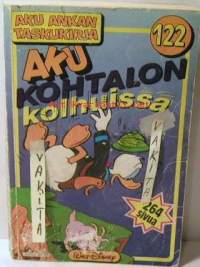 AKU ANKAN
TASKUKIRJA
122
AKU
KOHTALON
kolhuissa
VAKITA
VAKITA
264
sivua
WALT DISNEY